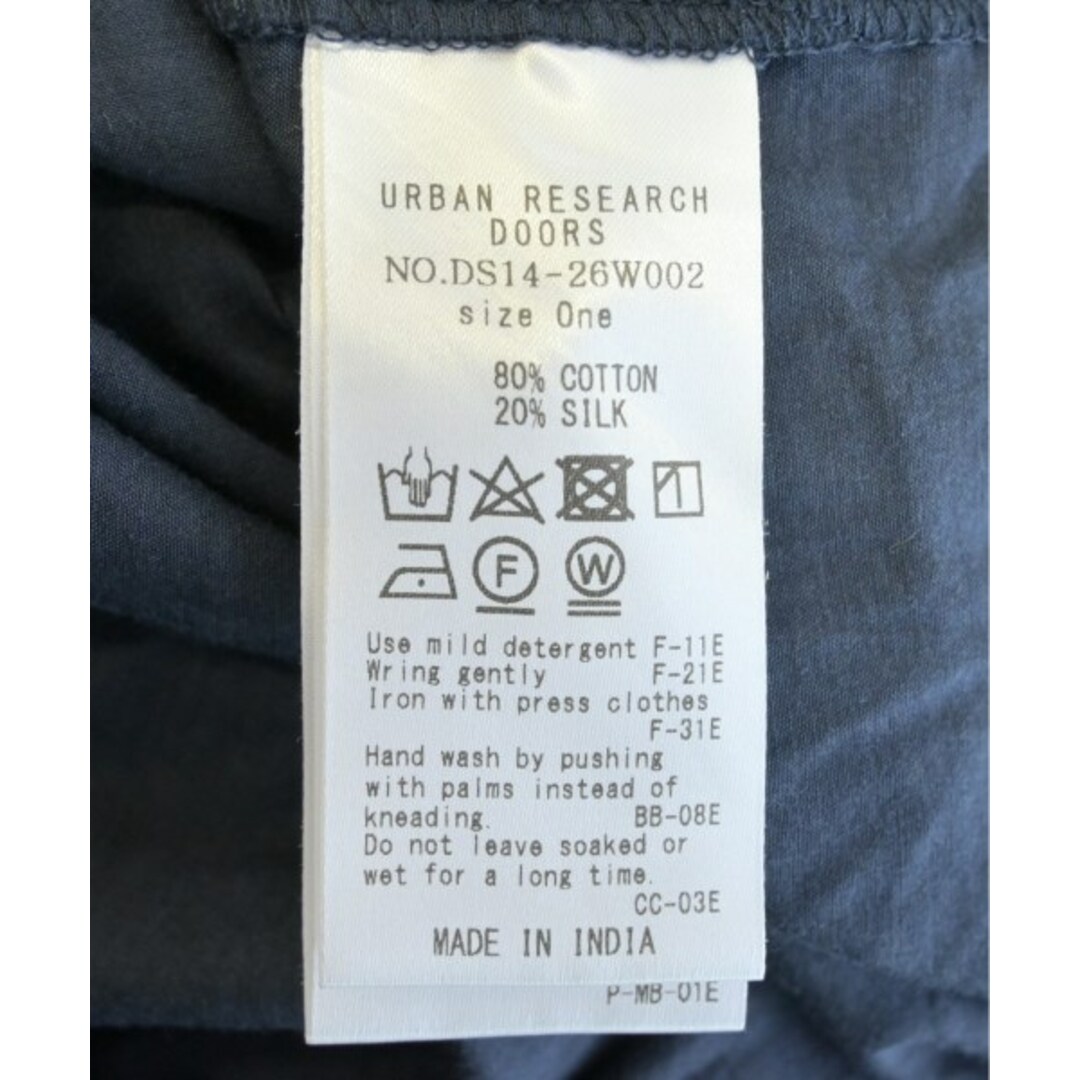 URBAN RESEARCH
DOORS
NO.DS14-26W002
size One
80% COTTON
20% SILK
F W
Use mild detergent F-11E
Wring gently F-21E
Iron with press clothes
F-31E
Hand wash by pushing
with palms instead of
kneading. BB-08E
Do not leave soaked or
wet for a long time.
CC-03E
MADE IN INDIA
P-MB-01E